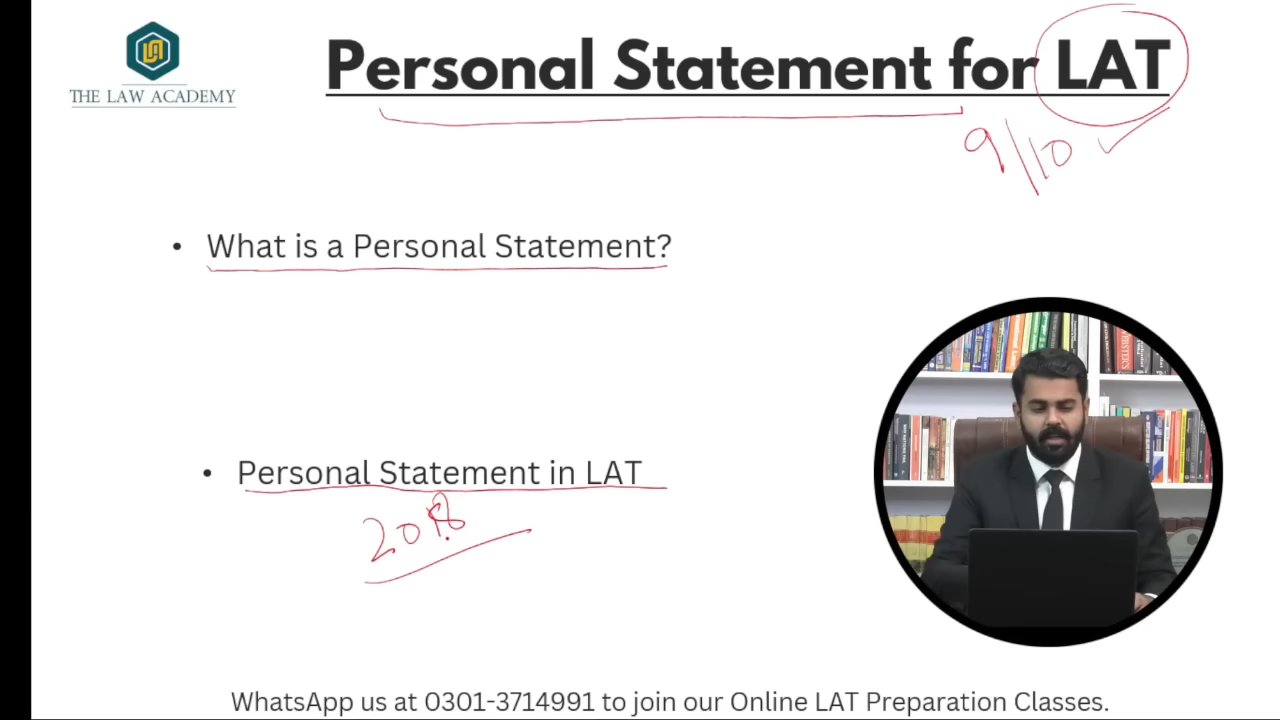 Personal Statement for LAT
THE LAW ACADEMY
9/10
• What is a Personal Statement?
• Personal Statement in LAT
2018
WhatsApp us at 0301-3714991 to join our Online LAT Preparation Classes.